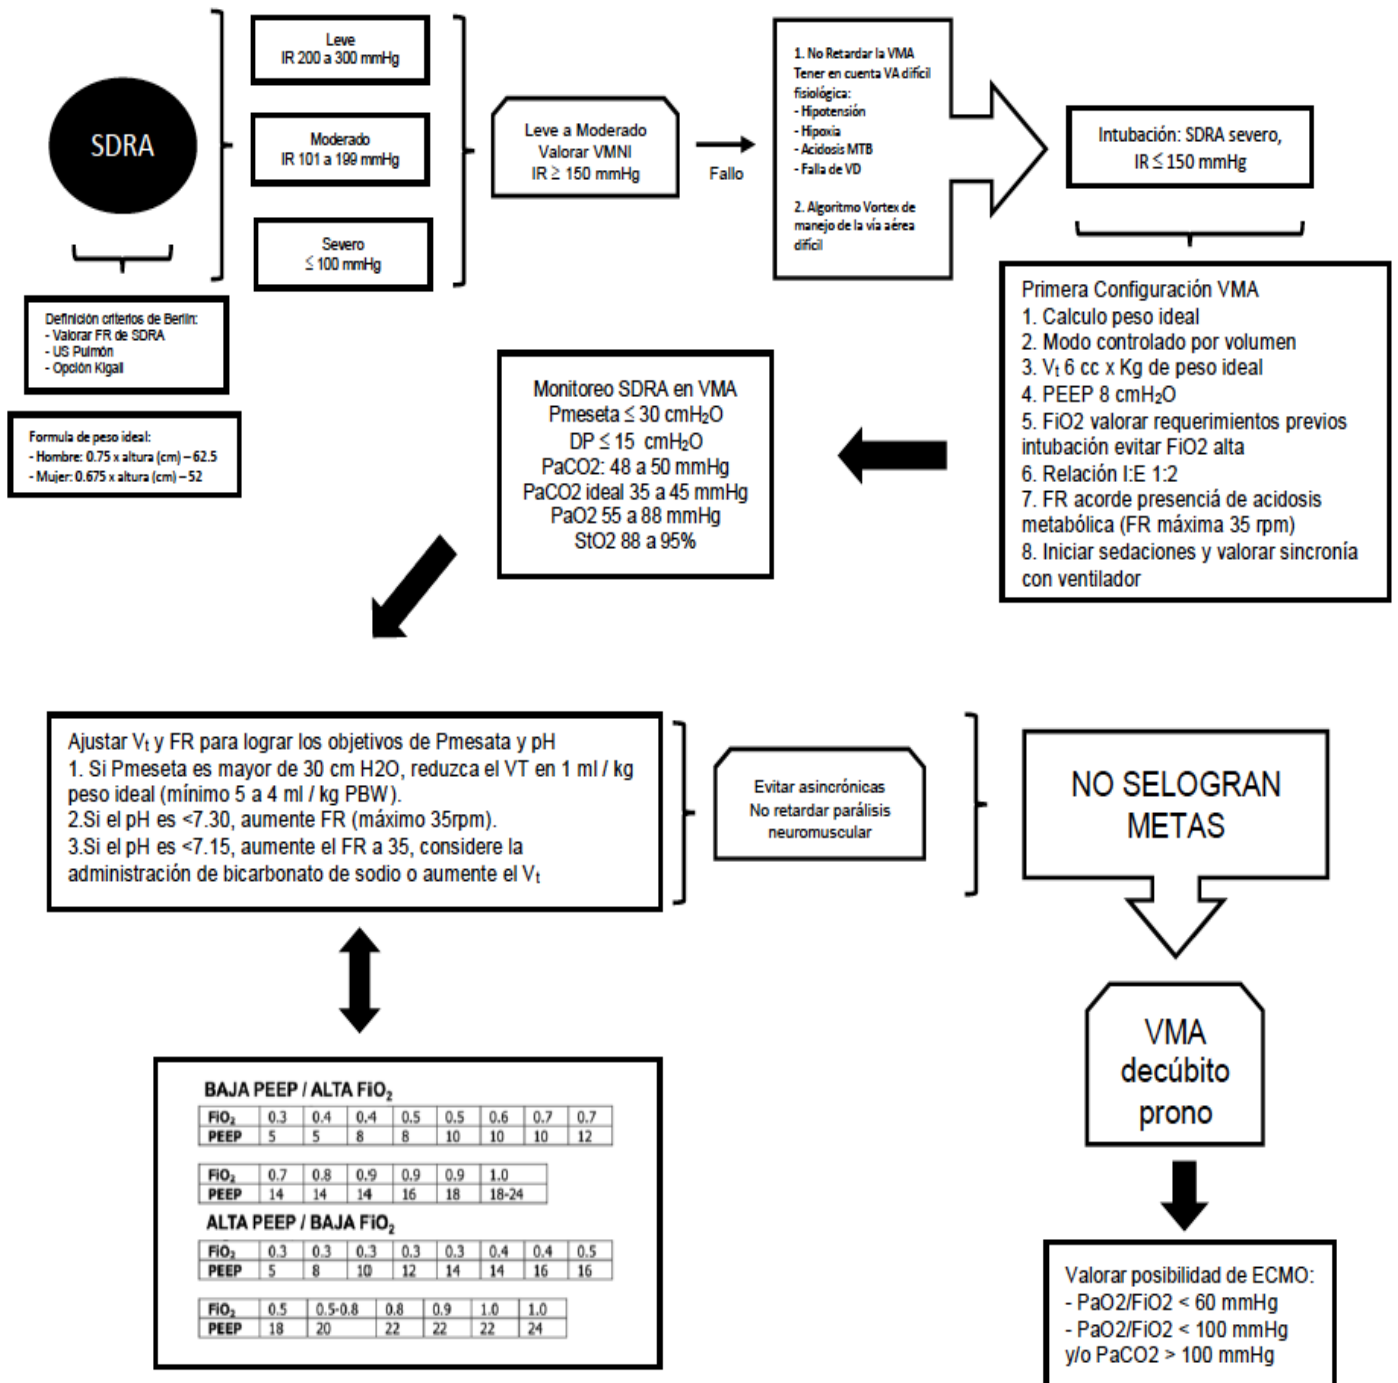 SDRA
Leve
IR 200 a 300 mmHg
Moderado
IR 101 a 199 mmHg
Severo
≤ 100 mmHg
Definición criterios de Berlin:
- Valorar FR de SDRA
- US Pulmón
- Opción Kigali
Formula de peso ideal:
- Hombre: 0.75 x altura (cm) – 62.5
- Mujer: 0.675 x altura (cm) – 52
Leve a Moderado
Valorar VMNI
IR ≥ 150 mmHg
Fallo
1. No Retardar la VMA
Tener en cuenta VA difícil
fisiológica:
- Hipotensión
- Hipoxia
- Acidosis MTB
- Falla de VD
2. Algoritmo Vortex de
manejo de la vía aérea
difícil
Intubación: SDRA severo,
IR ≤ 150 mmHg
Primera Configuración VMA
1. Calculo peso ideal
2. Modo controlado por volumen
3. Vt 6 cc x Kg de peso ideal
4. PEEP 8 cmH2O
5. FiO2 valorar requerimientos previos
intubación evitar FiO2 alta
6. Relación I:E 1:2
7. FR acorde presenciá de acidosis
metabólica (FR máxima 35 rpm)
8. Iniciar sedaciones y valorar sincronía
con ventilador
Monitoreo SDRA en VMA
Pmeseta ≤ 30 cmH2O
DP ≤ 15 cmH2O
PaCO2: 48 a 50 mmHg
PaCO2 ideal 35 a 45 mmHg
PaO2 55 a 88 mmHg
StO2 88 a 95%
Ajustar Vt y FR para lograr los objetivos de Pmesata y pH
1. Si Pmeseta es mayor de 30 cm H2O, reduzca el VT en 1 ml / kg
peso ideal (mínimo 5 a 4 ml / kg PBW).
2.Si el pH es <7.30, aumente FR (máximo 35rpm).
3.Si el pH es <7.15, aumente el FR a 35, considere la
administración de bicarbonato de sodio o aumente el Vt
Evitar asincrónicas
No retardar parálisis
neuromuscular
NO SELOGRAN
METAS
VMA
decúbito
prono
Valorar posibilidad de ECMO:
- PaO2/FiO2 < 60 mmHg
- PaO2/FiO2 < 100 mmHg
y/o PaCO2 > 100 mmHg
BAJA PEEP / ALTA FiO2
FiO2 0.3 0.4 0.4 0.5 0.5 0.6 0.7 0.7
PEEP 5 5 8 8 10 10 10 12
FiO2 0.7 0.8 0.9 0.9 0.9 1.0
PEEP 14 14 14 16 18 18-24
ALTA PEEP / BAJA FiO2
FiO2 0.3 0.3 0.3 0.3 0.3 0.4 0.4 0.5
PEEP 5 8 10 12 14 14 16 16
FiO2 0.5 0.5-0.8 0.8 0.9 1.0 1.0
PEEP 18 20 22 22 22 24